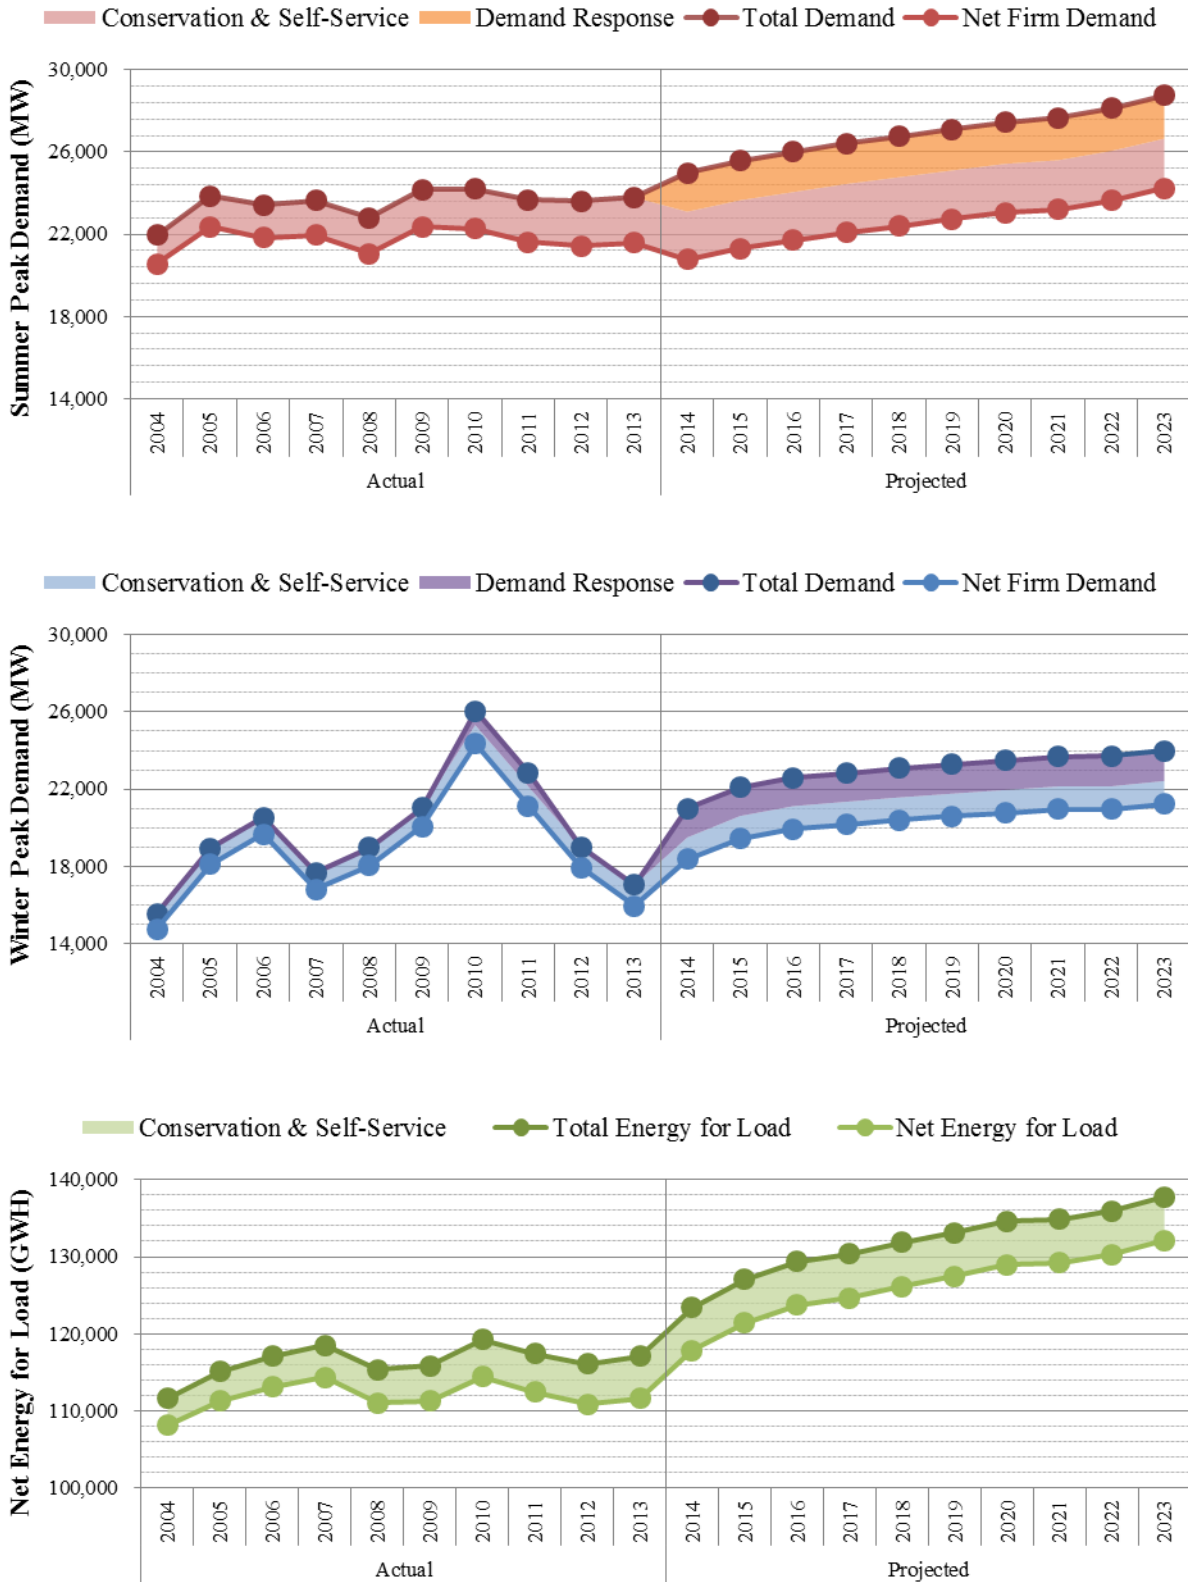 Conservation & Self-Service Demand Response Total Demand Net Firm Demand
Summer Peak Demand (MW)
30,000
26,000
22,000
18,000
14,000
2004 2005 2006 2007 2008 2009 2010 2011 2012 2013 2014 2015 2016 2017 2018 2019 2020 2021 2022 2023
Actual Projected
Conservation & Self-Service Demand Response Total Demand Net Firm Demand
Winter Peak Demand (MW)
30,000
26,000
22,000
18,000
14,000
2004 2005 2006 2007 2008 2009 2010 2011 2012 2013 2014 2015 2016 2017 2018 2019 2020 2021 2022 2023
Actual Projected
Conservation & Self-Service Total Energy for Load Net Energy for Load
Net Energy for Load (GWH)
140,000
130,000
120,000
110,000
100,000
2004 2005 2006 2007 2008 2009 2010 2011 2012 2013 2014 2015 2016 2017 2018 2019 2020 2021 2022 2023
Actual Projected